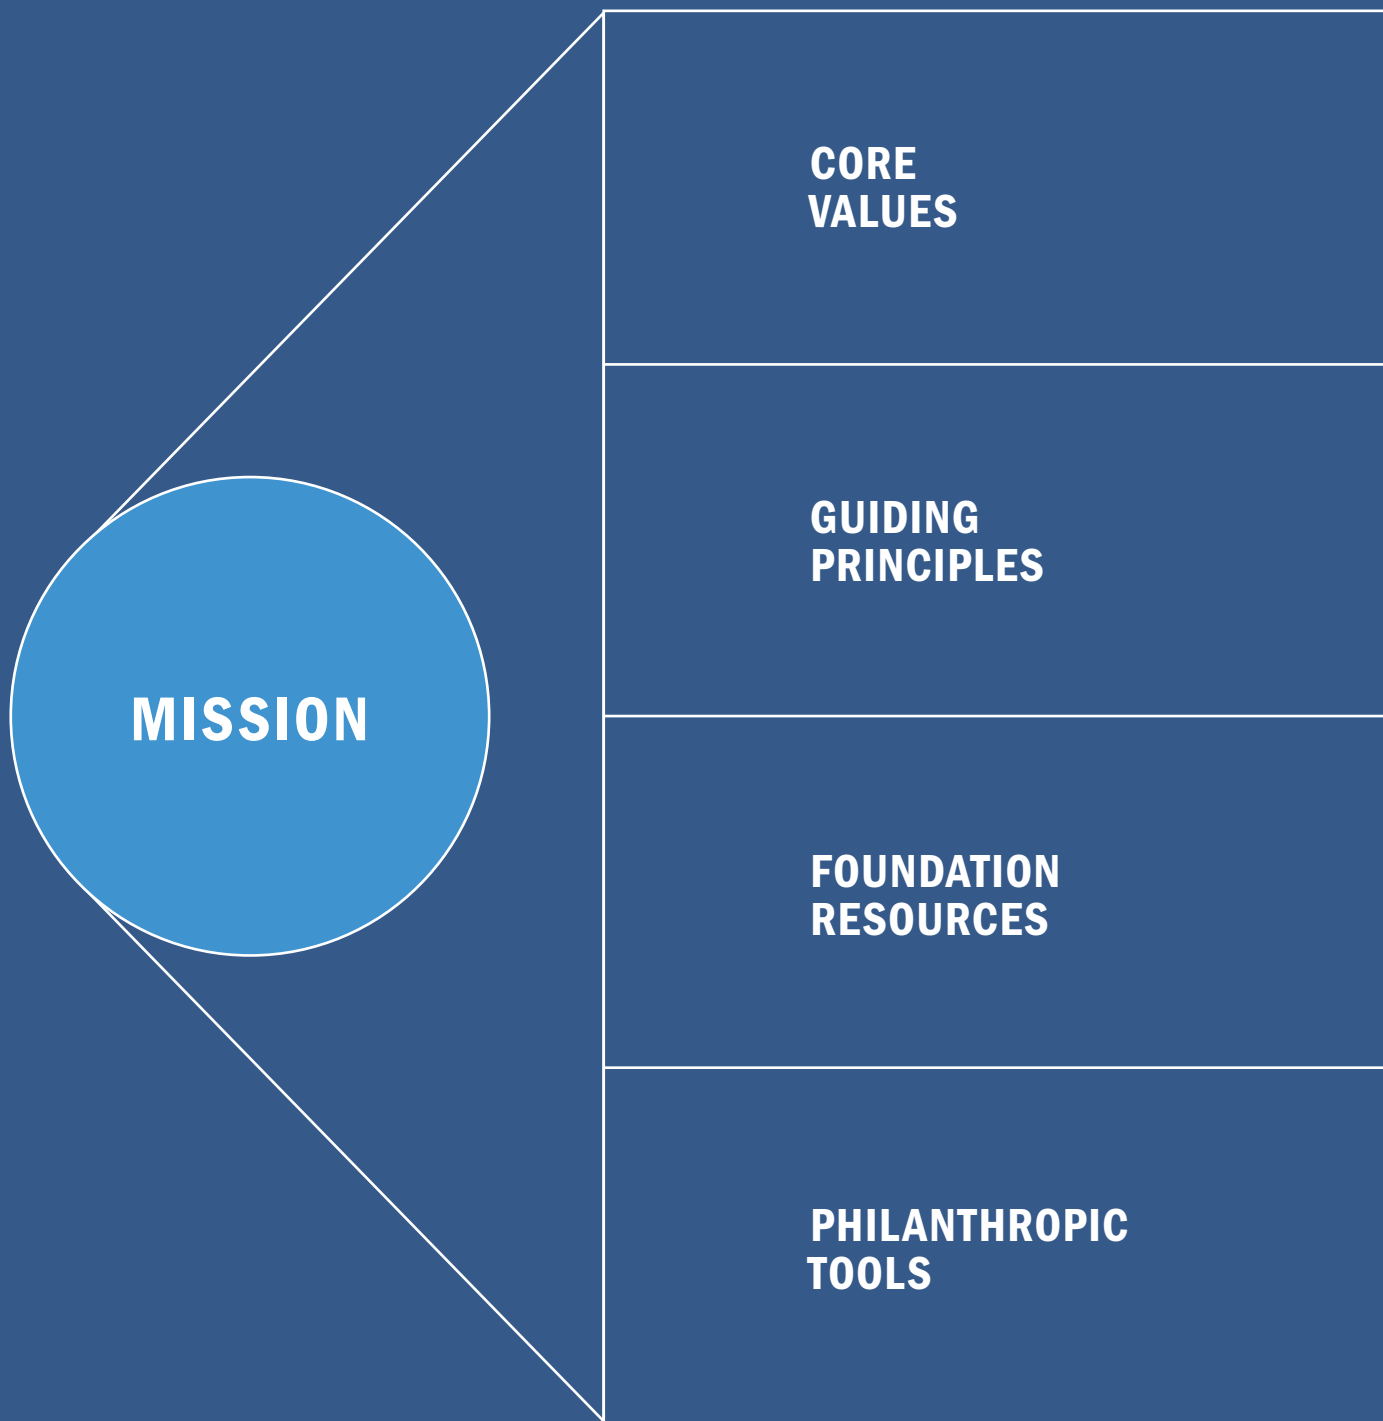 CORE
VALUES
GUIDING
PRINCIPLES
MISSION
FOUNDATION
RESOURCES
PHILANTHROPIC
TOOLS